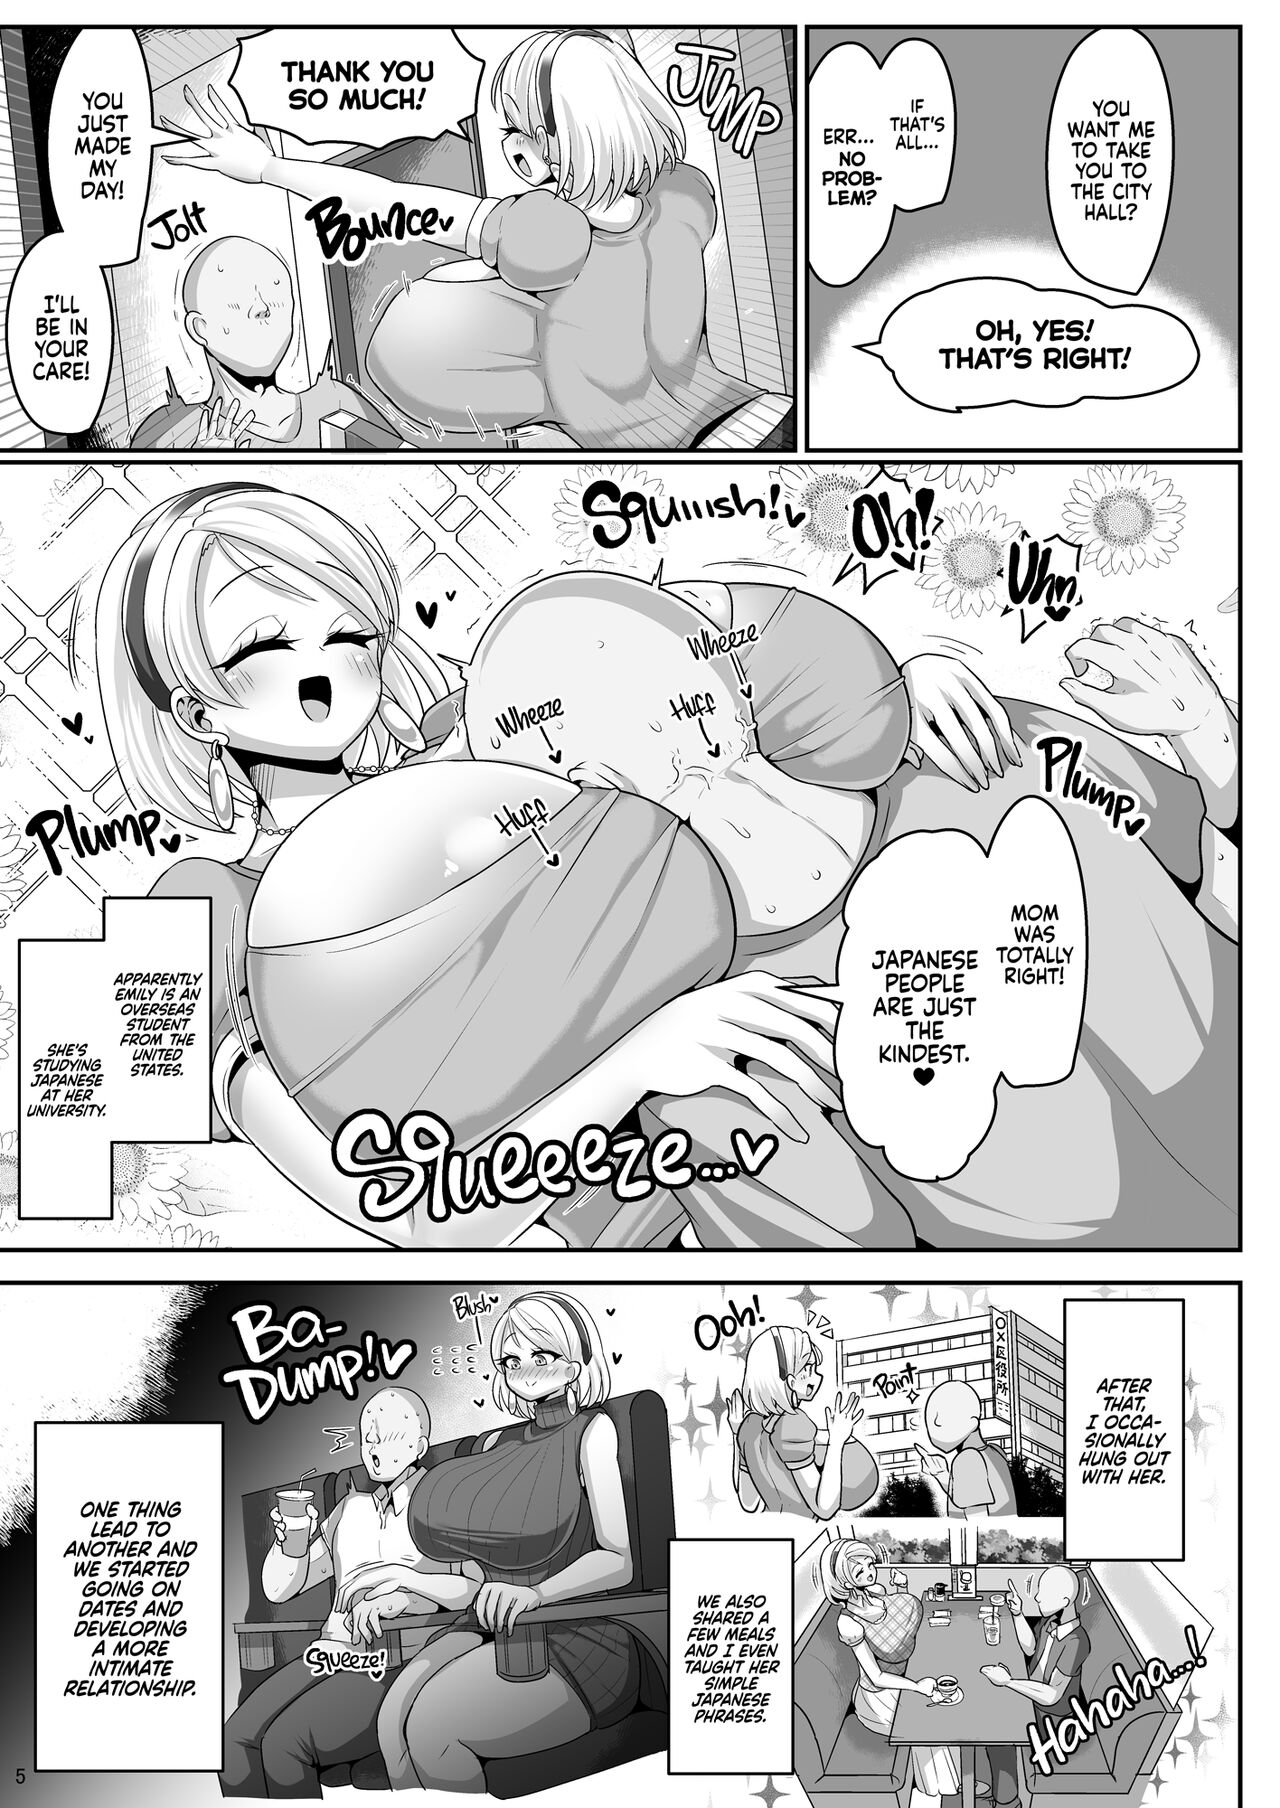 YOU
WANT ME
TO TAKE
YOU TO
THE CITY
HALL?
IF
THAT'S
ALL...
ERR...
NO
PROB-
LEM?
OH, YES!
THAT'S RIGHT!
JUMP
THANK YOU
SO MUCH!
Bounce
YOU
JUST
MADE
MY
DAY!
Jolt
I'LL
BE IN
YOUR
CARE!
Squiiish!
Oh!
Uhn
Wheeze
Huff
Wheeze
Huff
Plump
Plump
MOM
WAS
TOTALLY
RIGHT!
JAPANESE
PEOPLE
ARE JUST
THE
KINDEST.
Squeeeeze...
APPARENTLY
EMILY IS AN
OVERSEAS
STUDENT
FROM THE
UNITED
STATES.
SHE'S
STUDYING
JAPANESE
AT HER
UNIVERSITY.
AFTER
THAT,
I OCCA-
SIONALLY
HUNG OUT
WITH HER.
OX区役所
Point
Ooh!
WE ALSO
SHARED A
FEW MEALS
AND I EVEN
TAUGHT HER
SIMPLE
JAPANESE
PHRASES.
Hahaha...!
Blush
Ba-
Dump!
Squeeze!
ONE THING
LEAD TO
ANOTHER AND
WE STARTED
GOING ON
DATES AND
DEVELOPING
A MORE
INTIMATE
RELATIONSHIP.
5